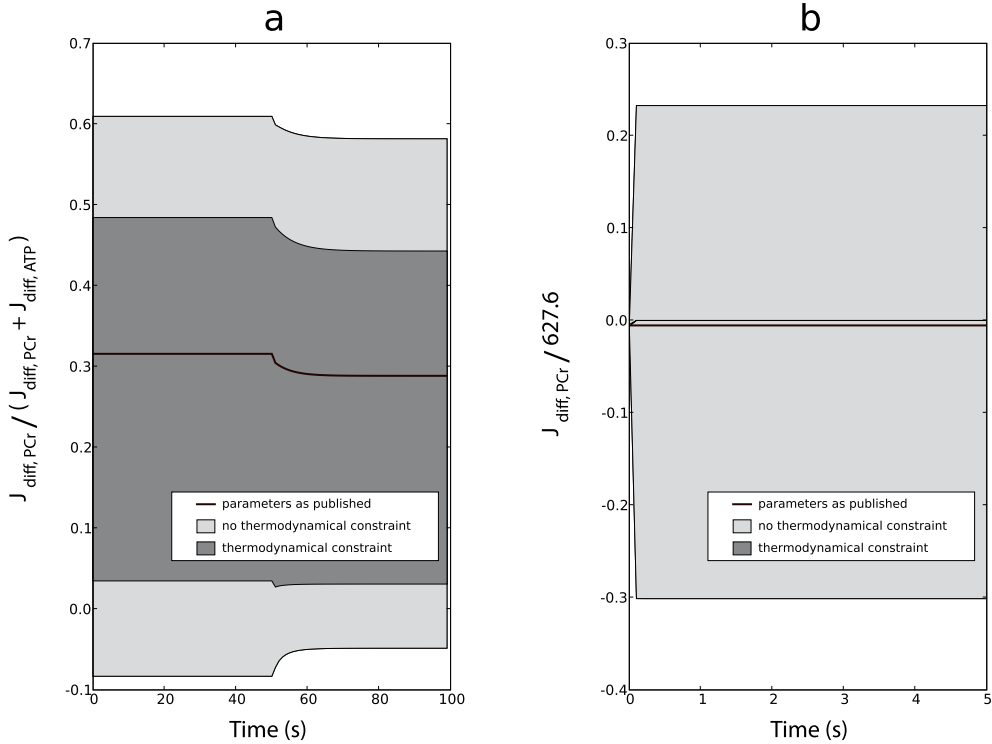 a
0.7
0.6
0.5
0.4
0.3
0.2
0.1
0.0
-0.1
0 20 40 60 80 100
J diff, PCr / ( J diff, PCr + J diff, ATP )
Time (s)
parameters as published
no thermodynamical constraint
thermodynamical constraint
b
0.3
0.2
0.1
0.0
-0.1
-0.2
-0.3
-0.4
0 1 2 3 4 5
J diff, PCr / 627.6
Time (s)
parameters as published
no thermodynamical constraint
thermodynamical constraint